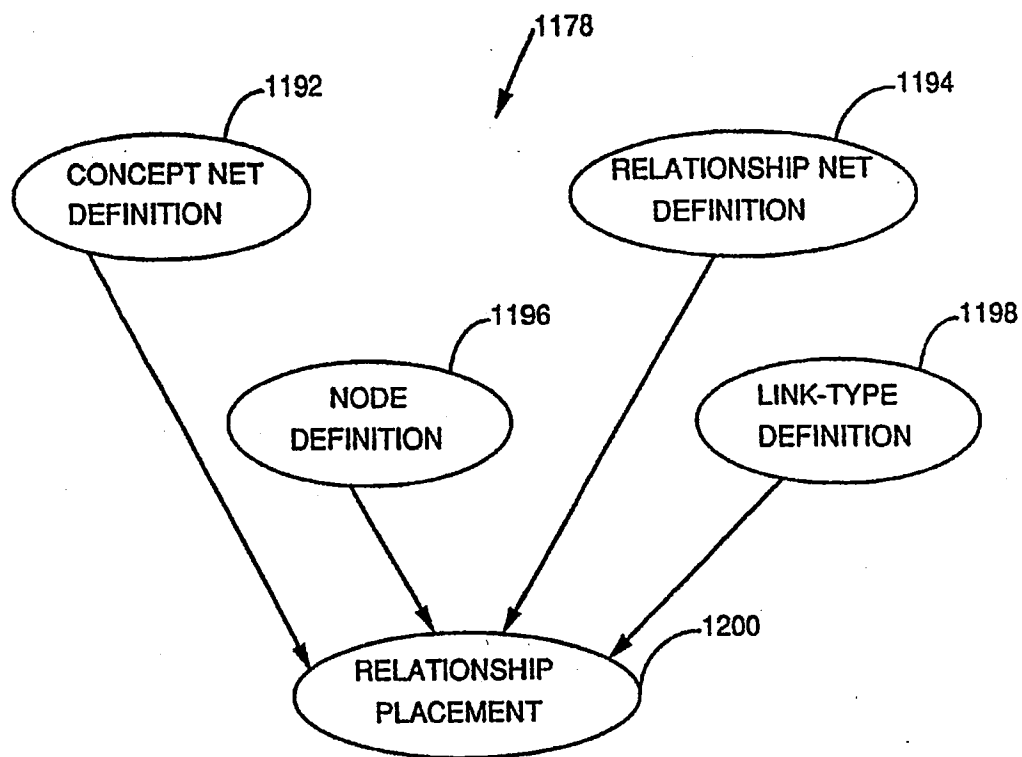 1178
1192
CONCEPT NET
DEFINITION
1194
RELATIONSHIP NET
DEFINITION
1196
NODE
DEFINITION
1198
LINK-TYPE
DEFINITION
1200
RELATIONSHIP
PLACEMENT